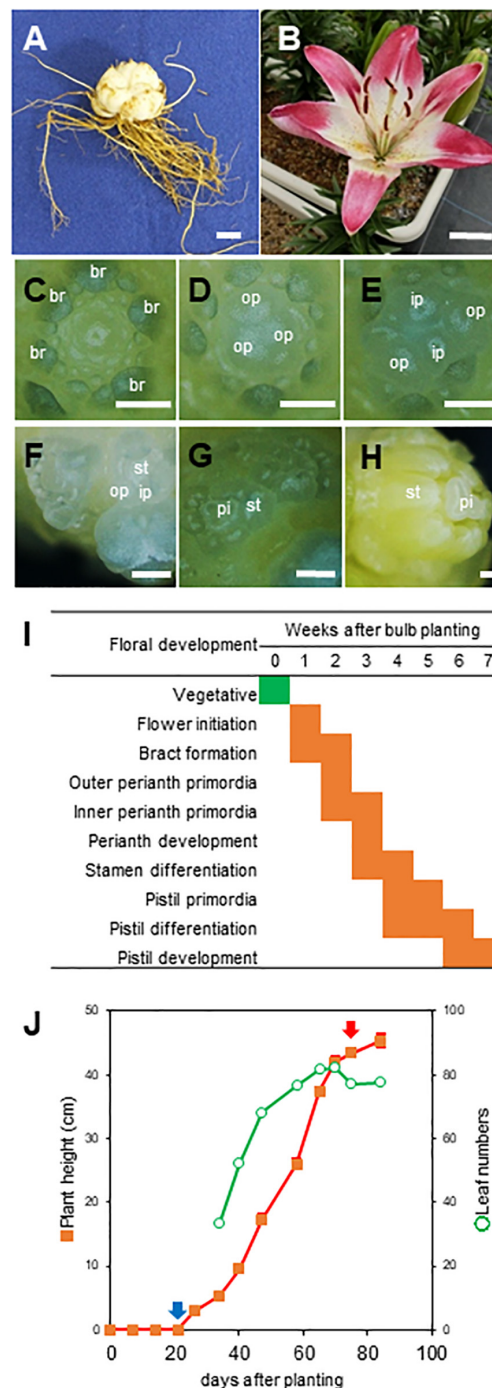 A
B
C
br
br
br
br
br
D
op
op
op
E
ip
op
op
ip
F
st
op
ip
G
pi
st
H
st
pi
I
Floral development
Weeks after bulb planting
0 1 2 3 4 5 6 7
Vegetative
Flower initiation
Bract formation
Outer perianth primordia
Inner perianth primordia
Perianth development
Stamen differentiation
Pistil primordia
Pistil differentiation
Pistil development
J
50
40
30
20
10
0
Plant height (cm)
100
80
60
40
20
0
Leaf numbers
0 20 40 60 80 100
days after planting